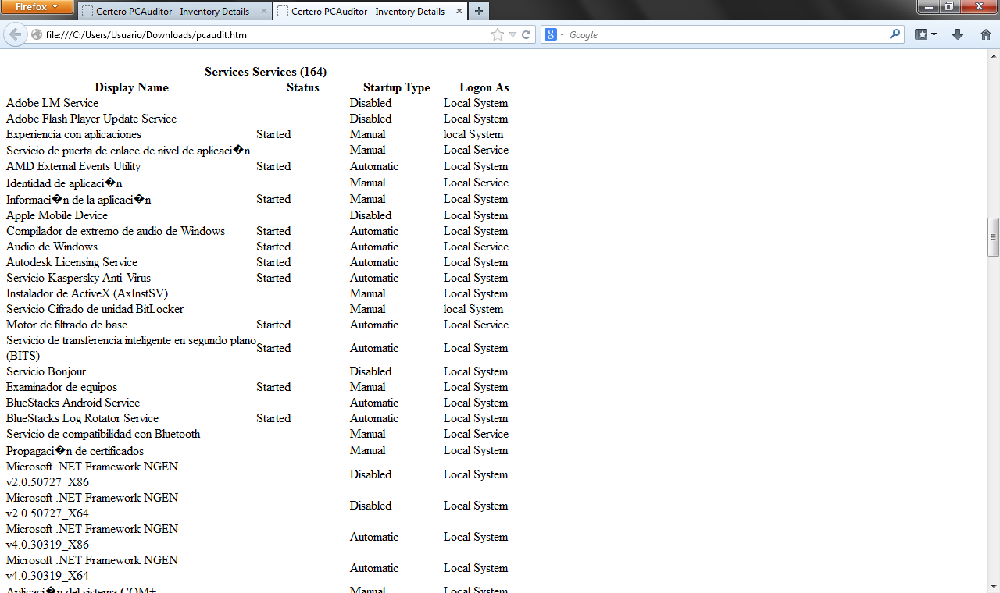 Firefox
Certero PCAuditor - Inventory Details
Certero PCAuditor - Inventory Details
file:///C:/Users/Usuario/Downloads/pcaudit.htm
Google
Services Services (164)
Display Name Status Startup Type Logon As
Adobe LM Service Disabled Local System
Adobe Flash Player Update Service Disabled Local System
Experiencia con aplicaciones Started Manual local System
Servicio de puerta de enlace de nivel de aplicaci�n Manual Local Service
AMD External Events Utility Started Automatic Local System
Identidad de aplicaci�n Manual Local Service
Informaci�n de la aplicaci�n Started Manual Local System
Apple Mobile Device Disabled Local System
Compilador de extremo de audio de Windows Started Automatic Local System
Audio de Windows Started Automatic Local Service
Autodesk Licensing Service Started Automatic Local System
Servicio Kaspersky Anti-Virus Started Automatic Local System
Instalador de ActiveX (AxInstSV) Manual Local System
Servicio Cifrado de unidad BitLocker Manual local System
Motor de filtrado de base Started Automatic Local Service
Servicio de transferencia inteligente en segundo plano
(BITS) Started Automatic Local System
Servicio Bonjour Disabled Local System
Examinador de equipos Started Manual Local System
BlueStacks Android Service Automatic Local System
BlueStacks Log Rotator Service Started Automatic Local System
Servicio de compatibilidad con Bluetooth Manual Local Service
Propagaci�n de certificados Manual Local System
Microsoft .NET Framework NGEN
v2.0.50727_X86 Disabled Local System
Microsoft .NET Framework NGEN
v2.0.50727_X64 Disabled Local System
Microsoft .NET Framework NGEN
v4.0.30319_X86 Automatic Local System
Microsoft .NET Framework NGEN
v4.0.30319_X64 Automatic Local System
Aplicaci�n del sistema COM+ Manual Local System